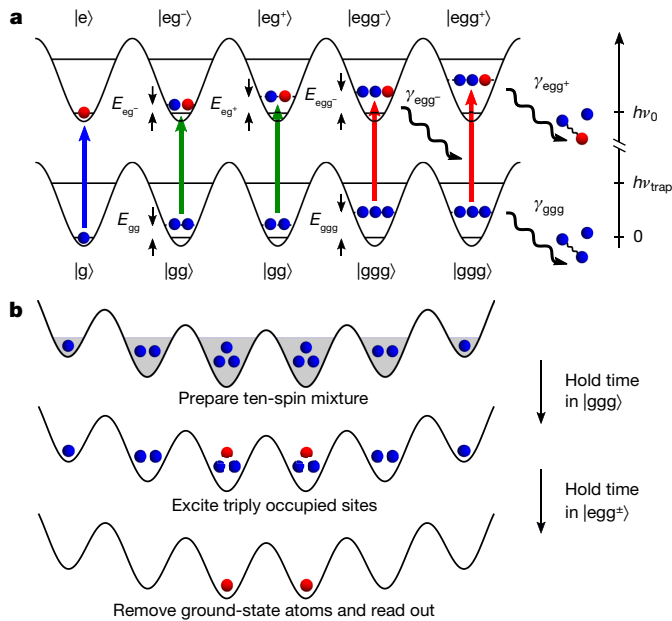 a
|e⟩ |eg⁻⟩ |eg⁺⟩ |egg⁻⟩ |egg⁺⟩
E_eg⁻ E_eg⁺ E_egg⁻ γ_egg⁻ γ_egg⁺
hν₀
hν_trap
E_gg E_ggg γ_ggg
0
|g⟩ |gg⟩ |gg⟩ |ggg⟩ |ggg⟩
b
Prepare ten-spin mixture
Hold time
in |ggg⟩
Excite triply occupied sites
Hold time
in |egg±⟩
Remove ground-state atoms and read out